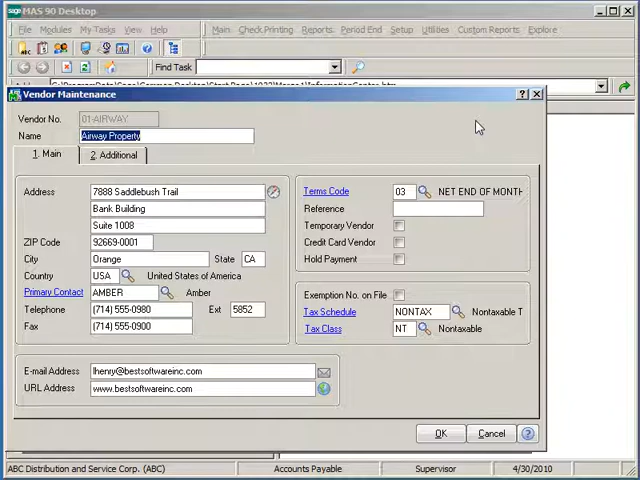 sage MAS 90 Desktop
File Modules My Tasks View Help Main Check Printing Reports Period End Setup Utilities Custom Reports Explore
Find Task
Vendor Maintenance
Vendor No. 01-AIRWAY
Name Airway Property
1. Main 2. Additional
Address 7888 Saddlebush Trail Terms Code 03 NET END OF MONTH
Bank Building Reference
Suite 1008 Temporary Vendor
ZIP Code 92669-0001 Credit Card Vendor
City Orange State CA Hold Payment
Country USA United States of America
Primary Contact AMBER Amber Exemption No. on File
Telephone (714) 555-0980 Ext 5852 Tax Schedule NONTAX Nontaxable T
Fax (714) 555-0900 Tax Class NT Nontaxable
E-mail Address lhenry@bestsoftwareinc.com
URL Address www.bestsoftwareinc.com
OK Cancel
ABC Distribution and Service Corp. (ABC) Accounts Payable Supervisor 4/30/2010